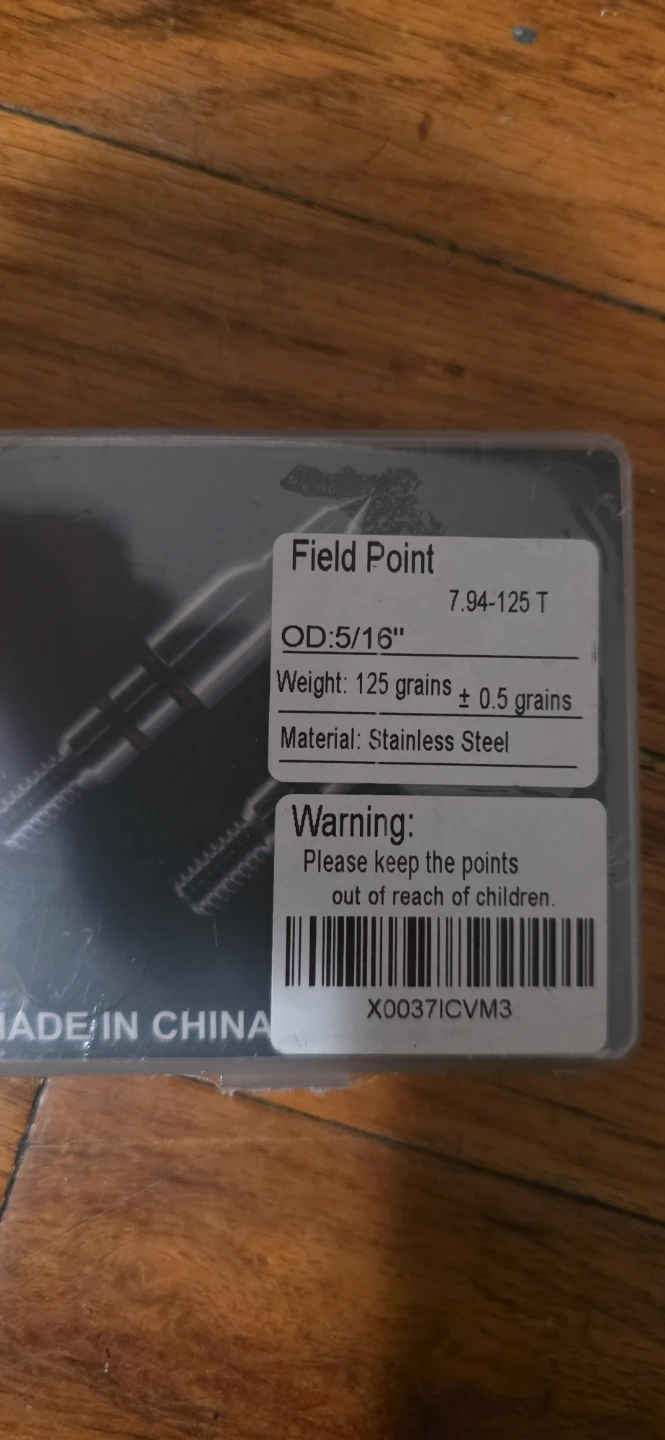 Field Point
7.94-125 T
OD:5/16"
Weight: 125 grains ± 0.5 grains
Material: Stainless Steel
Warning:
Please keep the points
out of reach of children.
X0037ICVM3
MADE IN CHINA